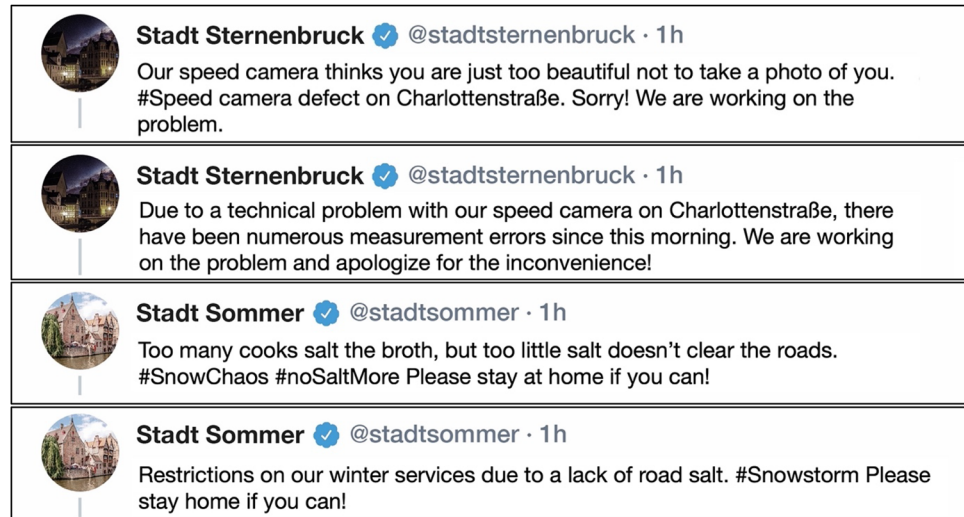 Stadt Sternenbruck @stadtsternenbruck · 1h
Our speed camera thinks you are just too beautiful not to take a photo of you.
#Speed camera defect on Charlottenstraße. Sorry! We are working on the
problem.
Stadt Sternenbruck @stadtsternenbruck · 1h
Due to a technical problem with our speed camera on Charlottenstraße, there
have been numerous measurement errors since this morning. We are working
on the problem and apologize for the inconvenience!
Stadt Sommer @stadtsommer · 1h
Too many cooks salt the broth, but too little salt doesn’t clear the roads.
#SnowChaos #noSaltMore Please stay at home if you can!
Stadt Sommer @stadtsommer · 1h
Restrictions on our winter services due to a lack of road salt. #Snowstorm Please
stay home if you can!